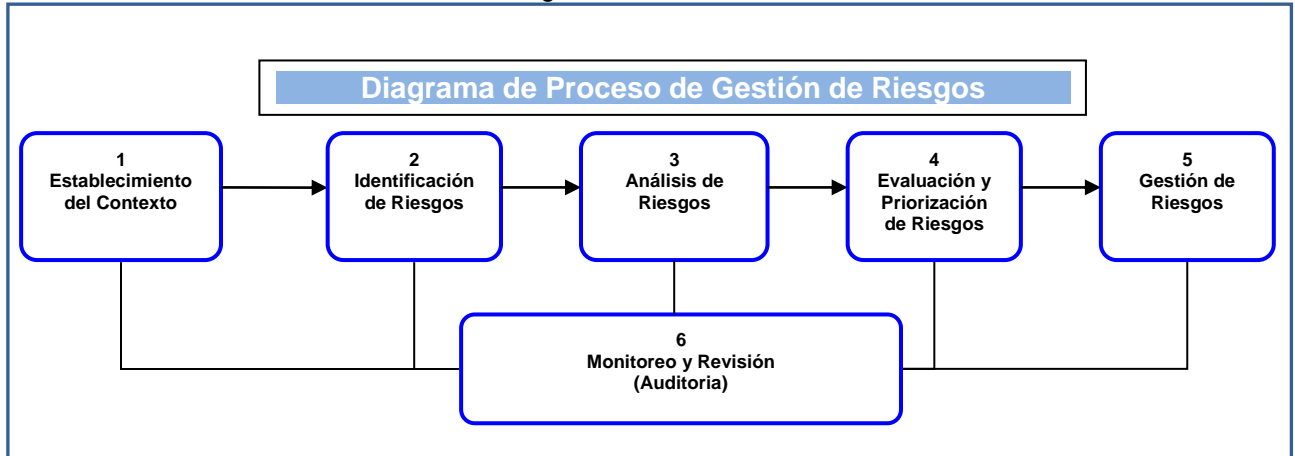 Diagrama de Proceso de Gestión de Riesgos
1
Establecimiento
del Contexto
2
Identificación
de Riesgos
3
Análisis de
Riesgos
4
Evaluación y
Priorización
de Riesgos
5
Gestión de
Riesgos
6
Monitoreo y Revisión
(Auditoria)